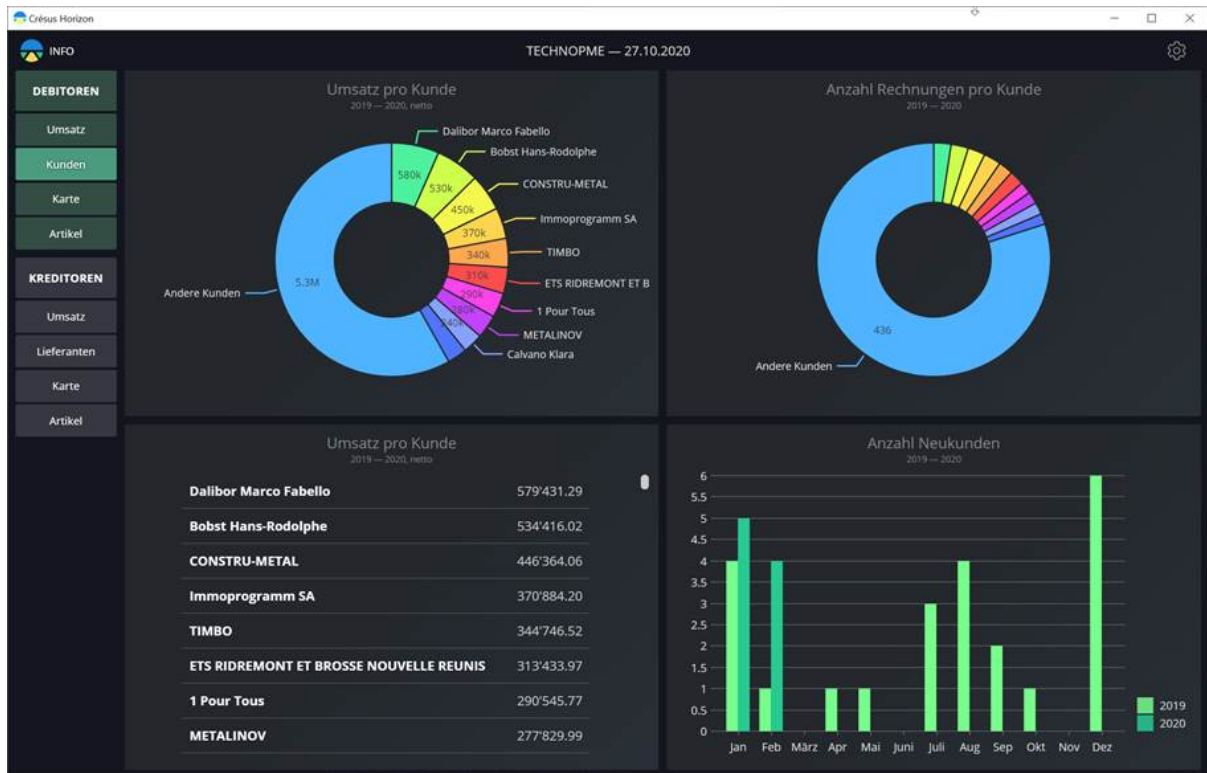 Crésus Horizon
INFO
TECHNOPME — 27.10.2020
DEBITOREN
Umsatz
Kunden
Karte
Artikel
KREDITOREN
Umsatz
Lieferanten
Karte
Artikel
Umsatz pro Kunde
2019 — 2020, netto
Dalibor Marco Fabello
Bobst Hans-Rodolphe
CONSTRU-METAL
Immoprogramm SA
TIMBO
ETS RIDREMONT ET B
1 Pour Tous
METALINOV
Calvano Klara
Andere Kunden
580k
530k
450k
370k
340k
310k
290k
280k
240k
5.3M
Anzahl Rechnungen pro Kunde
2019 — 2020
436
Andere Kunden
Umsatz pro Kunde
2019 — 2020, netto
Dalibor Marco Fabello 579'431.29
Bobst Hans-Rodolphe 534'416.02
CONSTRU-METAL 446'364.06
Immoprogramm SA 370'884.20
TIMBO 344'746.52
ETS RIDREMONT ET BROSSE NOUVELLE REUNIS 313'433.97
1 Pour Tous 290'545.77
METALINOV 277'829.99
Anzahl Neukunden
2019 — 2020
6
5.5
5
4.5
4
3.5
3
2.5
2
1.5
1
0.5
0
Jan Feb März Apr Mai Juni Juli Aug Sep Okt Nov Dez
2019
2020